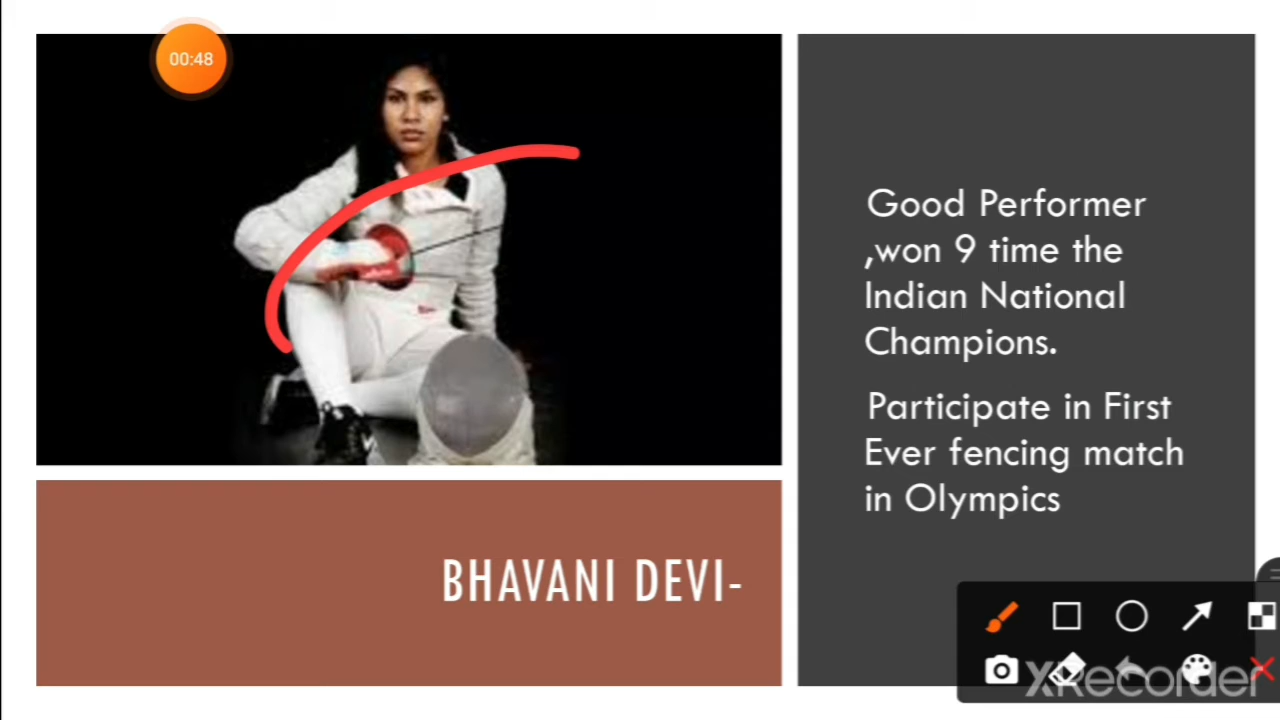 00:48
Good Performer
,won 9 time the
Indian National
Champions.
Participate in First
Ever fencing match
in Olympics
BHAVANI DEVI-
XRecorder